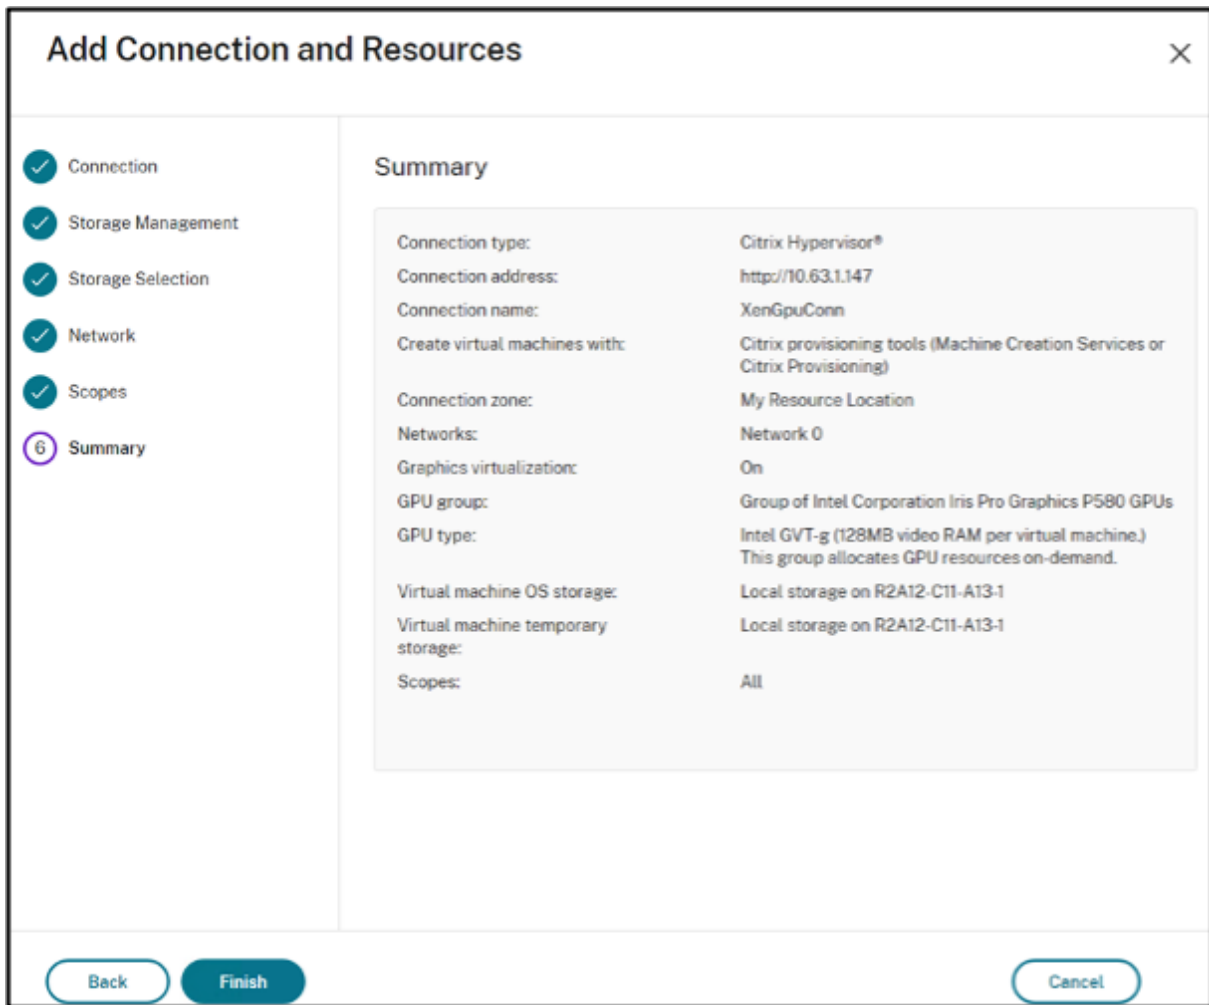 Add Connection and Resources
Connection
Storage Management
Storage Selection
Network
Scopes
6 Summary
Summary
Connection type: Citrix Hypervisor®
Connection address: http://10.63.1.147
Connection name: XenGpuConn
Create virtual machines with: Citrix provisioning tools (Machine Creation Services or
Citrix Provisioning)
Connection zone: My Resource Location
Networks: Network 0
Graphics virtualization: On
GPU group: Group of Intel Corporation Iris Pro Graphics P580 GPUs
GPU type: Intel GVT-g (128MB video RAM per virtual machine.)
This group allocates GPU resources on-demand.
Virtual machine OS storage: Local storage on R2A12-C11-A13-1
Virtual machine temporary Local storage on R2A12-C11-A13-1
storage:
Scopes: All
Back Finish Cancel